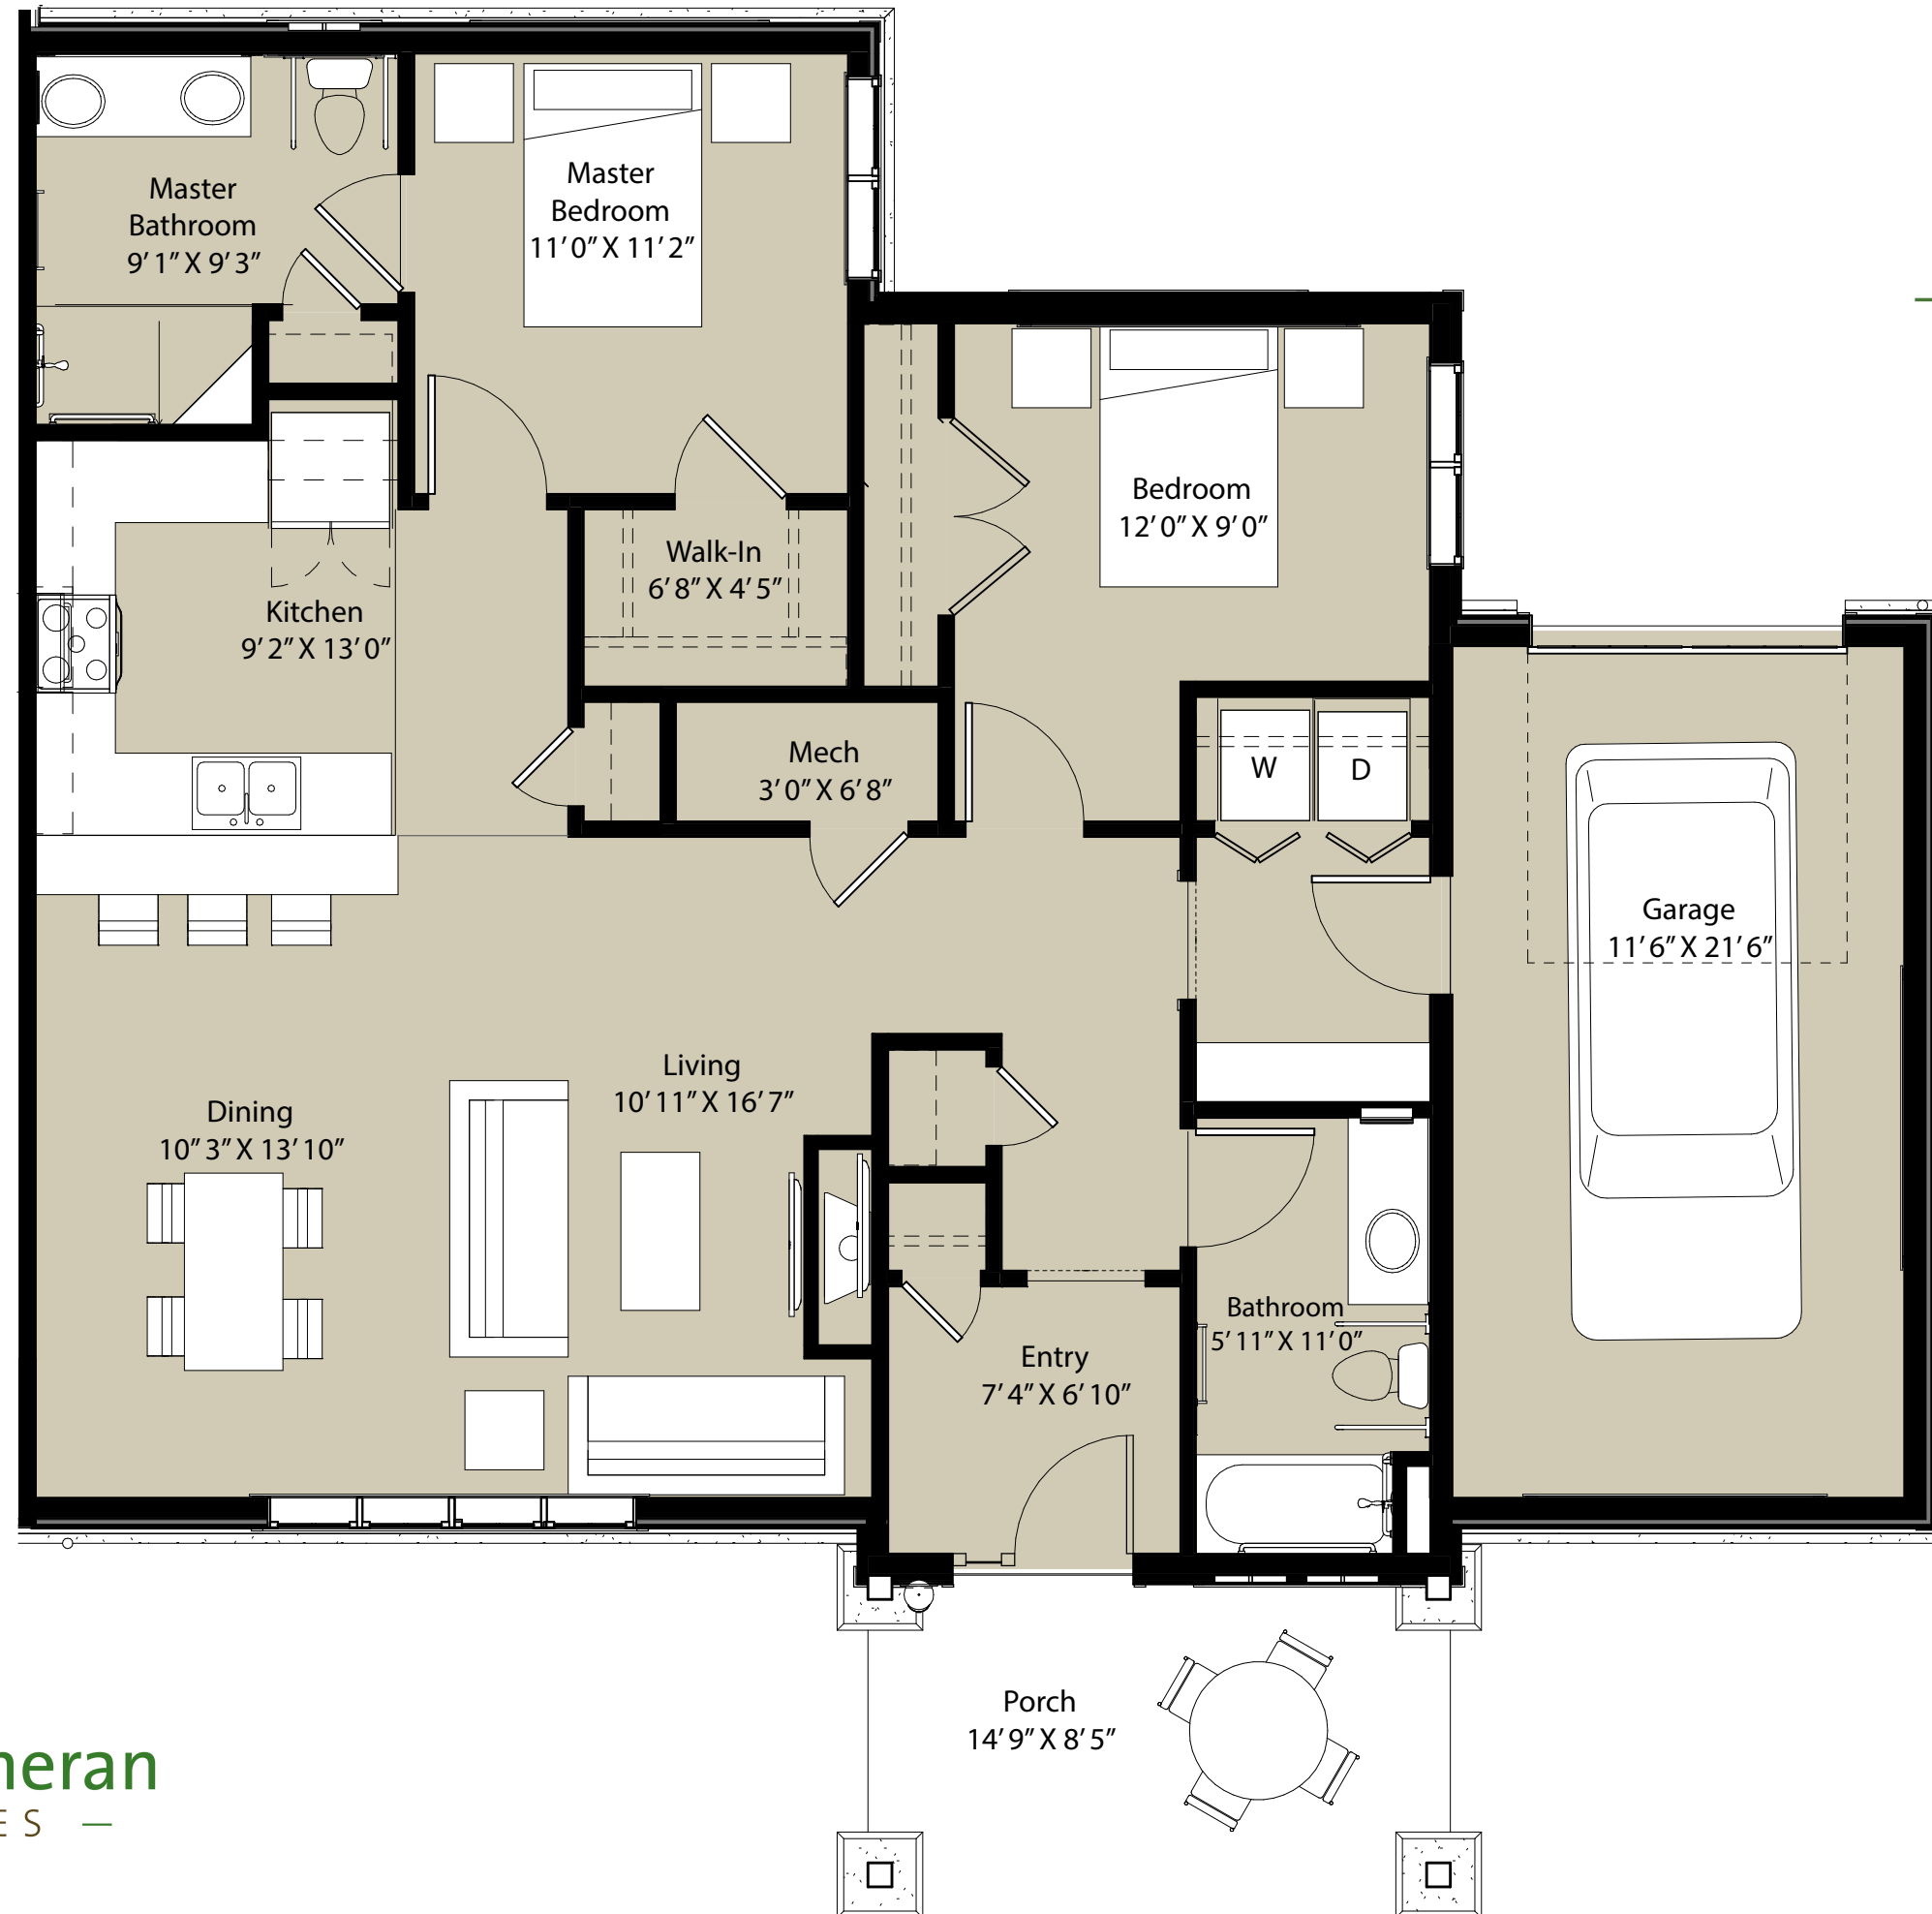 Master
Bathroom
9’ 1” X 9’ 3”
Master
Bedroom
11’ 0” X 11’ 2”
Bedroom
12’ 0” X 9’ 0”
Walk-In
6’ 8” X 4’ 5”
Kitchen
9’ 2” X 13’ 0”
Mech
3’ 0” X 6’ 8”
W
D
Garage
11’ 6” X 21’ 6”
Living
10’ 11” X 16’ 7”
Dining
10” 3” X 13’ 10”
Bathroom
5’ 11” X 11’ 0”
Entry
7’ 4” X 6’ 10”
Porch
14’ 9” X 8’ 5”
neran
E S —